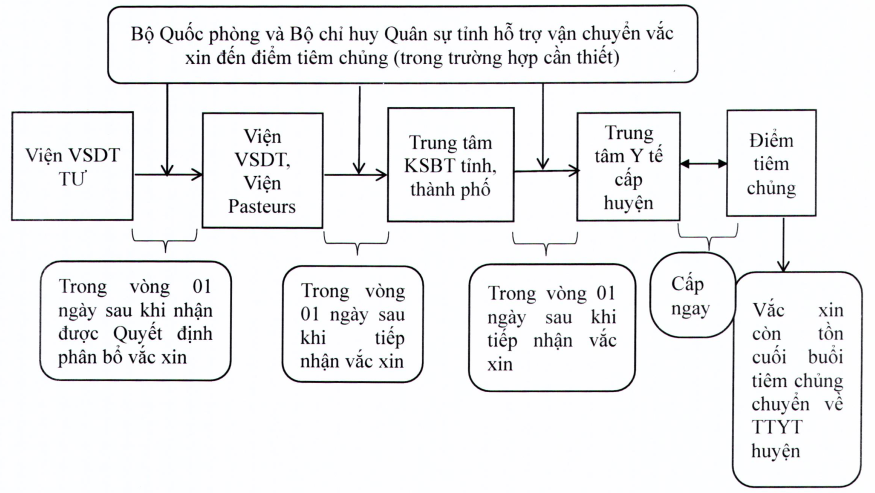 Bộ Quốc phòng và Bộ chỉ huy Quân sự tỉnh hỗ trợ vận chuyển vắc
xin đến điểm tiêm chủng (trong trường hợp cần thiết)
Viện VSDT
TƯ
Viện
VSDT,
Viện
Pasteurs
Trung tâm
KSBT tỉnh,
thành phố
Trung
tâm Y tế
cấp
huyện
Điểm
tiêm
chủng
Trong vòng 01
ngày sau khi nhận
được Quyết định
phân bổ vắc xin
Trong vòng
01 ngày sau
khi tiếp
nhận vắc xin
Trong vòng 01
ngày sau khi
tiếp nhận vắc
xin
Cấp
ngay
Vắc xin
còn tồn
cuối buổi
tiêm chủng
chuyển về
TTYT
huyện